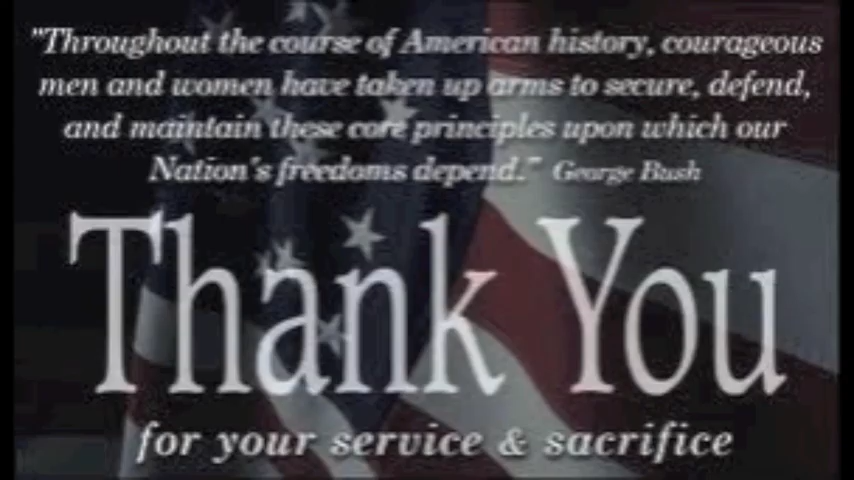 "Throughout the course of American history, courageous
men and women have taken up arms to secure, defend,
and maintain these core principles upon which our
Nation's freedoms depend." George Bush
Thank You
for your service & sacrifice